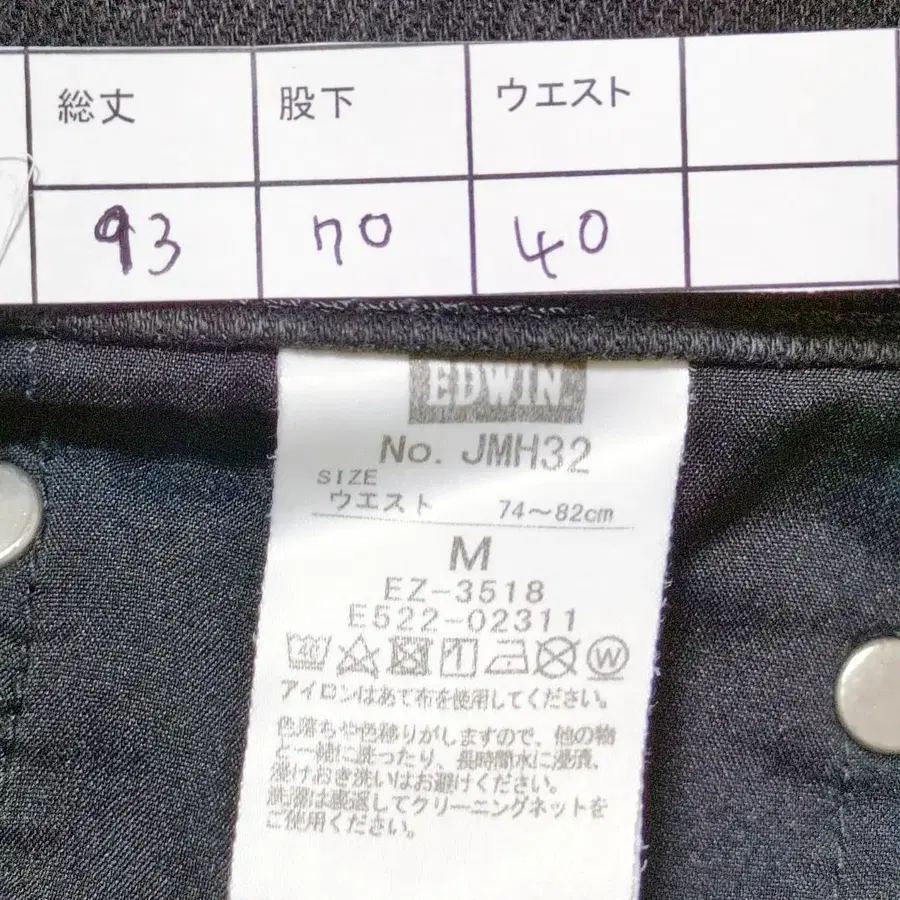 総丈 股下 ウエスト
93 70 40
EDWIN
No. JMH32
SIZE
ウエスト 74～82cm
M
EZ-3518
E522-02311
40 1 W
アイロンはあて布を使用してください。
色落ちや色移りがしますので、他の物
と一緒に洗ったり、長時間水に浸漬、
浸けおき洗いはお避けください。
洗濯は裏返してクリーニングネットを
ご使用ください。